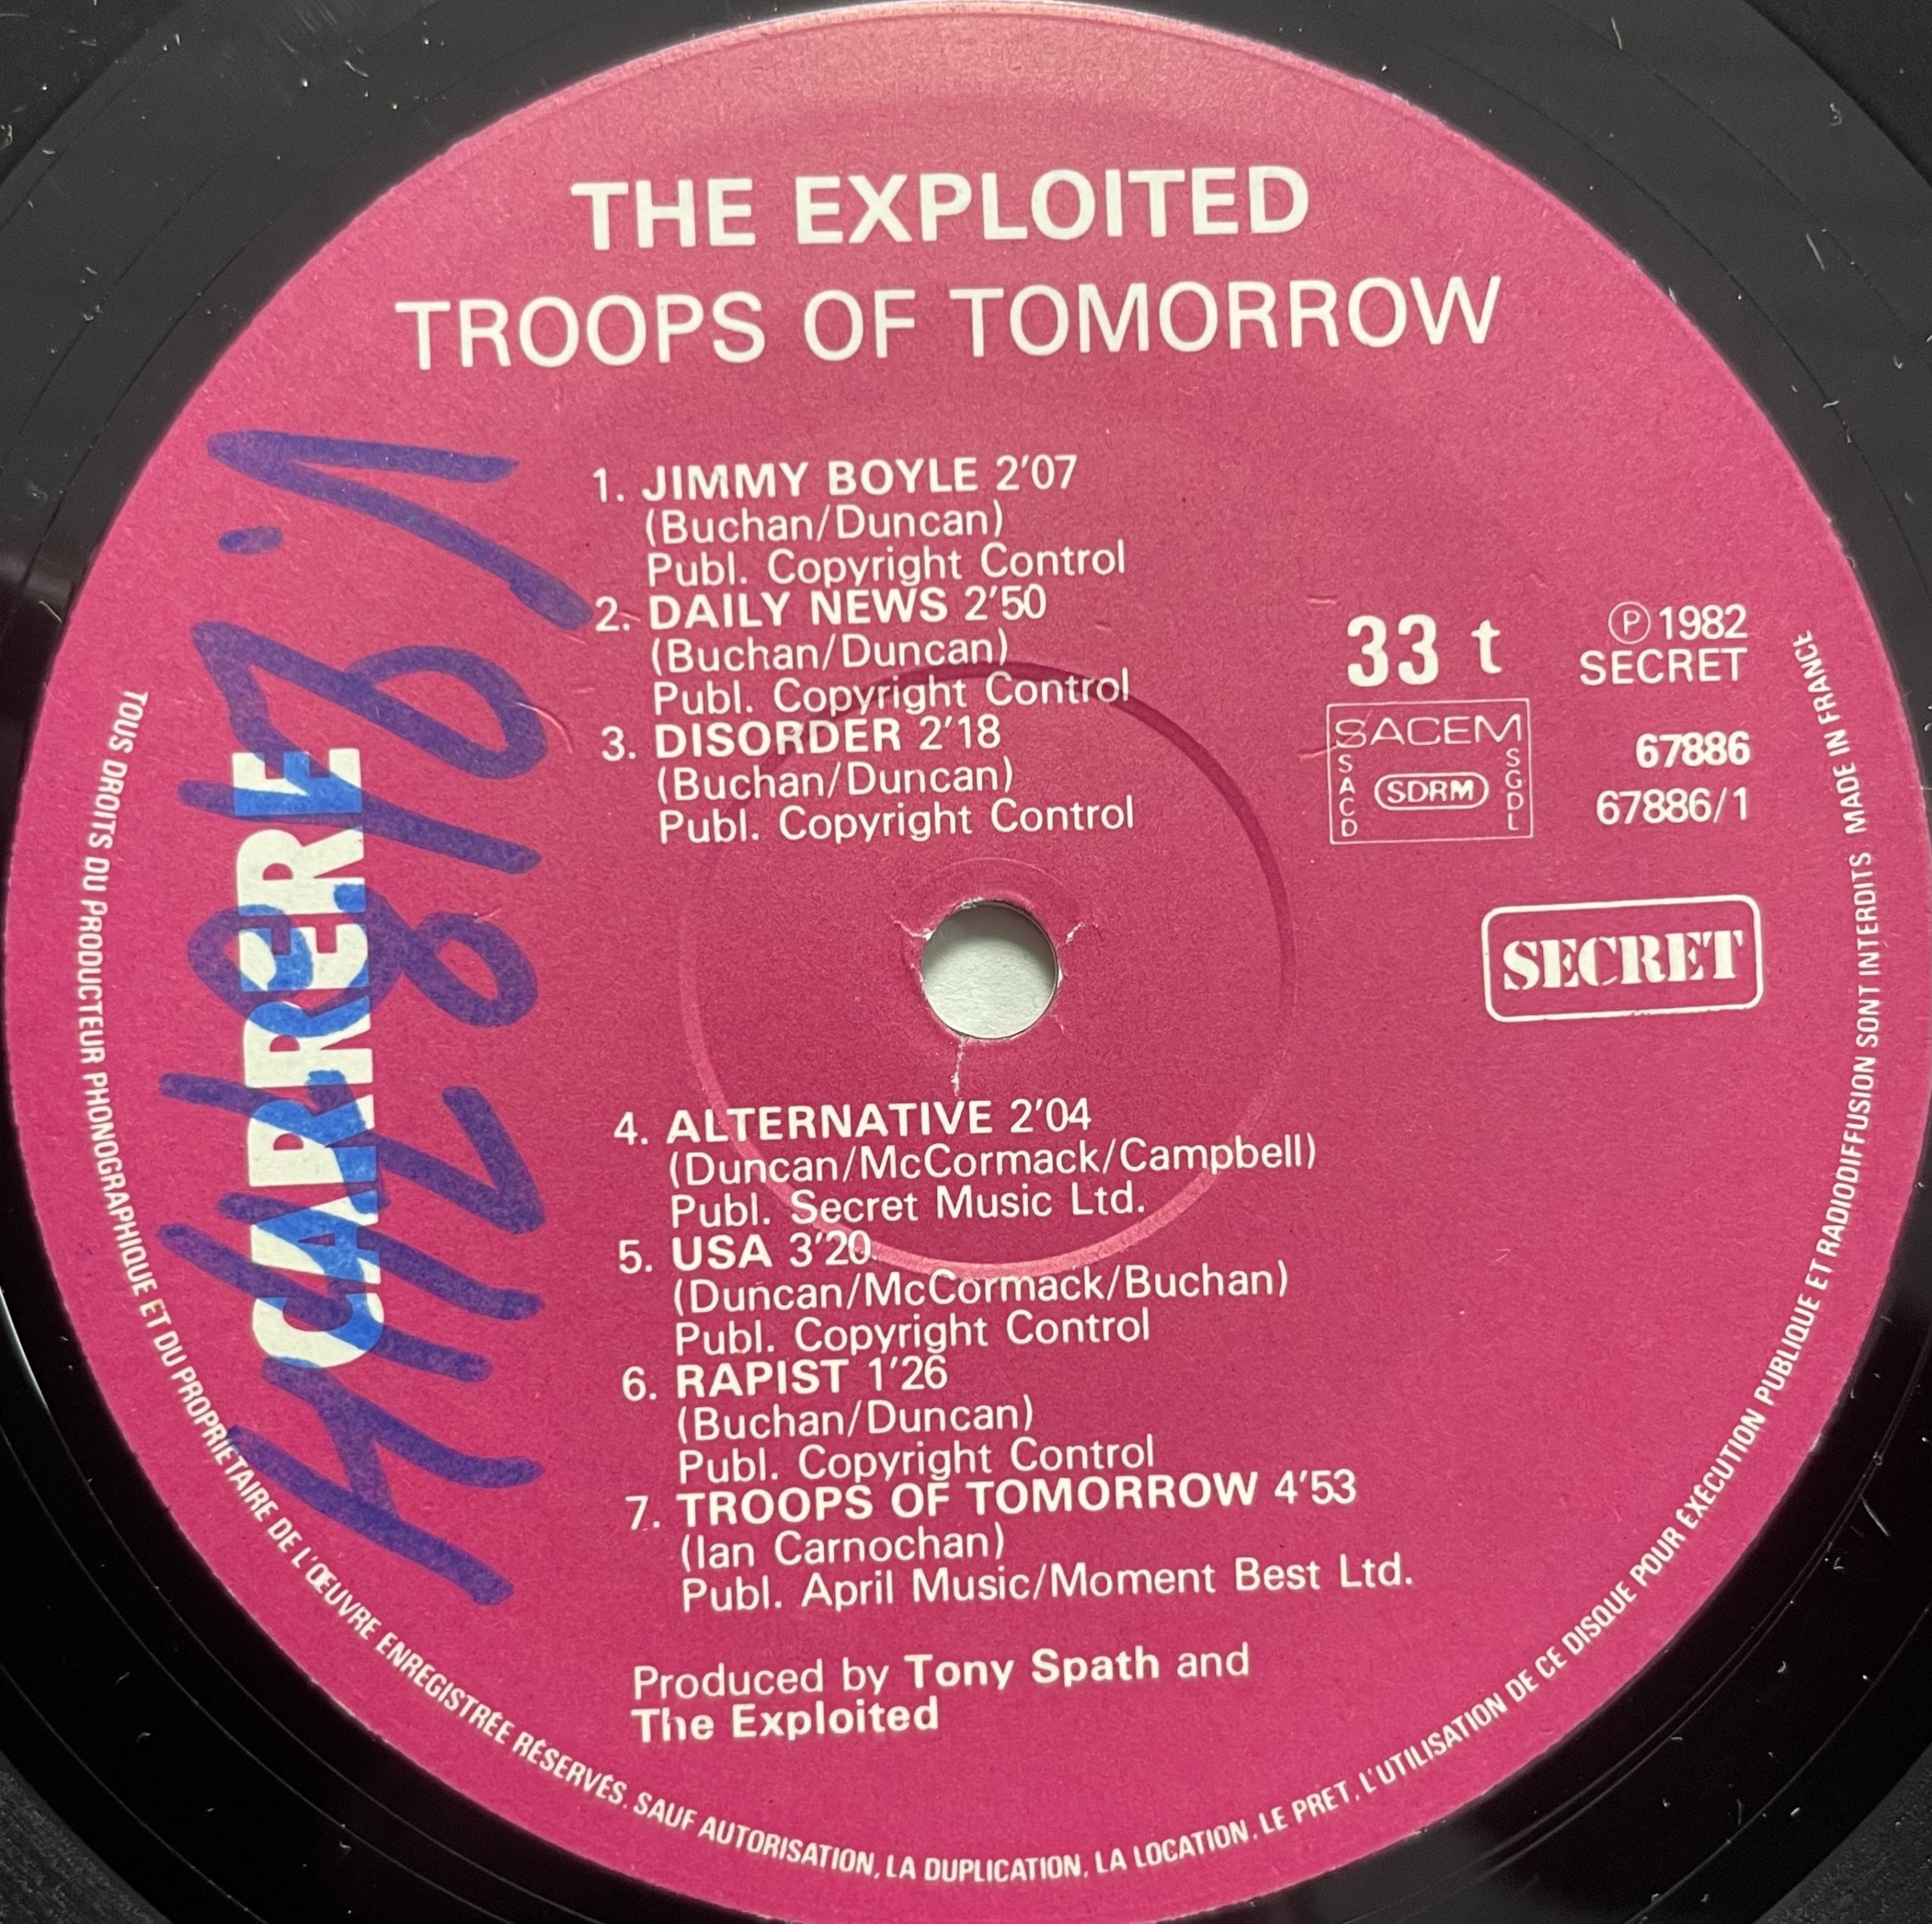 THE EXPLOITED
TROOPS OF TOMORROW
1. JIMMY BOYLE 2'07
(Buchan/Duncan)
Publ. Copyright Control
2. DAILY NEWS 2'50
(Buchan/Duncan)
Publ. Copyright Control
3. DISORDER 2'18
(Buchan/Duncan)
Publ. Copyright Control
33 t
SACEM
SACD
SDRM
SGDL
Ⓟ 1982
SECRET
67886
67886/1
SECRET
CARRERE
4. ALTERNATIVE 2'04
(Duncan/McCormack/Campbell)
Publ. Secret Music Ltd.
5. USA 3'20
(Duncan/McCormack/Buchan)
Publ. Copyright Control
6. RAPIST 1'26
(Buchan/Duncan)
Publ. Copyright Control
7. TROOPS OF TOMORROW 4'53
(Ian Carnochan)
Publ. April Music/Moment Best Ltd.
Produced by Tony Spath and
The Exploited
TOUS DROITS DU PRODUCTEUR PHONOGRAPHIQUE ET DU PROPRIETAIRE DE L'ŒUVRE ENREGISTRÉE RÉSERVÉS. SAUF AUTORISATION, LA DUPLICATION, LA LOCATION, LE PRET, L'UTILISATION DE CE DISQUE POUR ÉXÉCUTION PUBLIQUE ET RADIODIFFUSION SONT INTERDITS MADE IN FRANCE